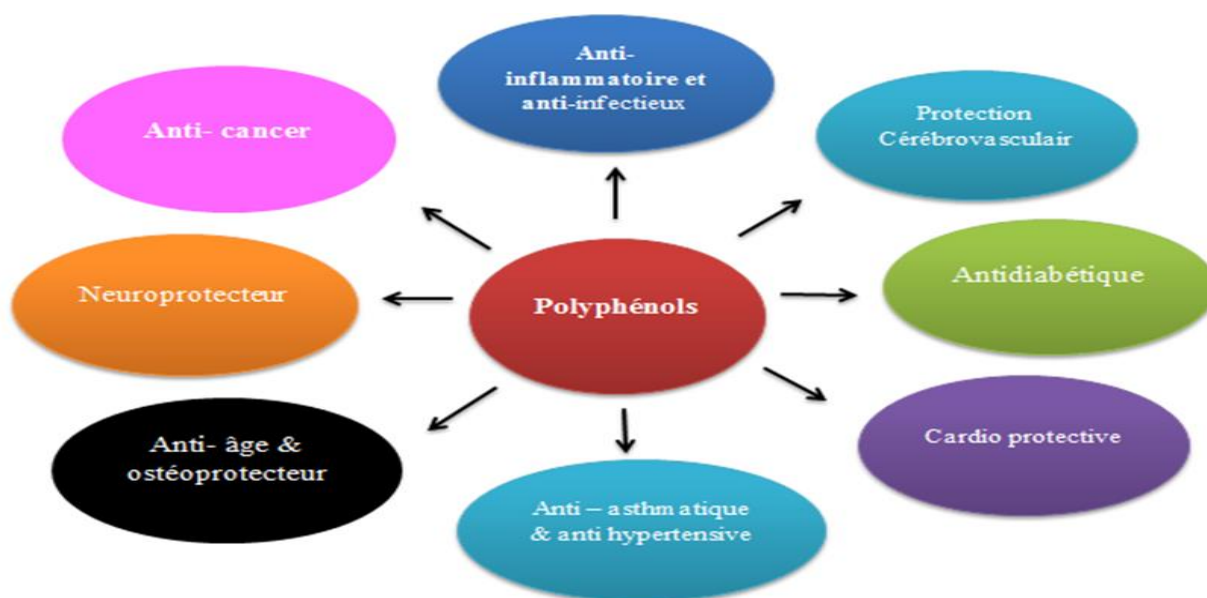 Anti-
inflammatoire et
anti-infectieux
Protection
Cérébrovasculair
Anti- cancer
Neuroprotecteur
Polyphénols
Antidiabétique
Anti- âge &
ostéoprotecteur
Cardio protective
Anti – asthmatique
& anti hypertensive